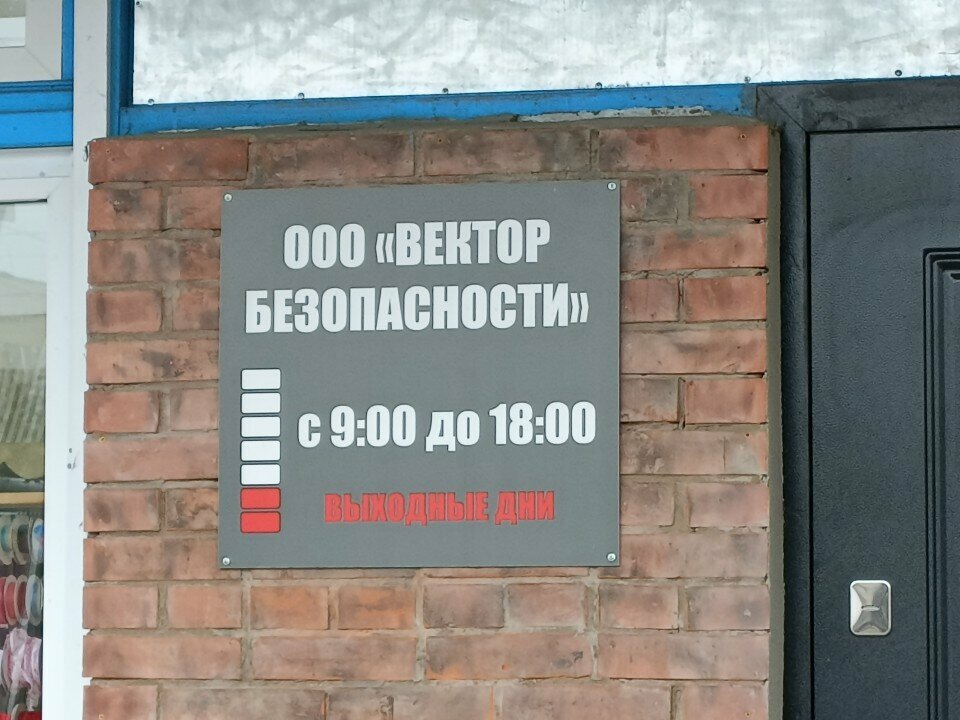 ООО «ВЕКТОР
БЕЗОПАСНОСТИ»
с 9:00 до 18:00
ВЫХОДНЫЕ ДНИ